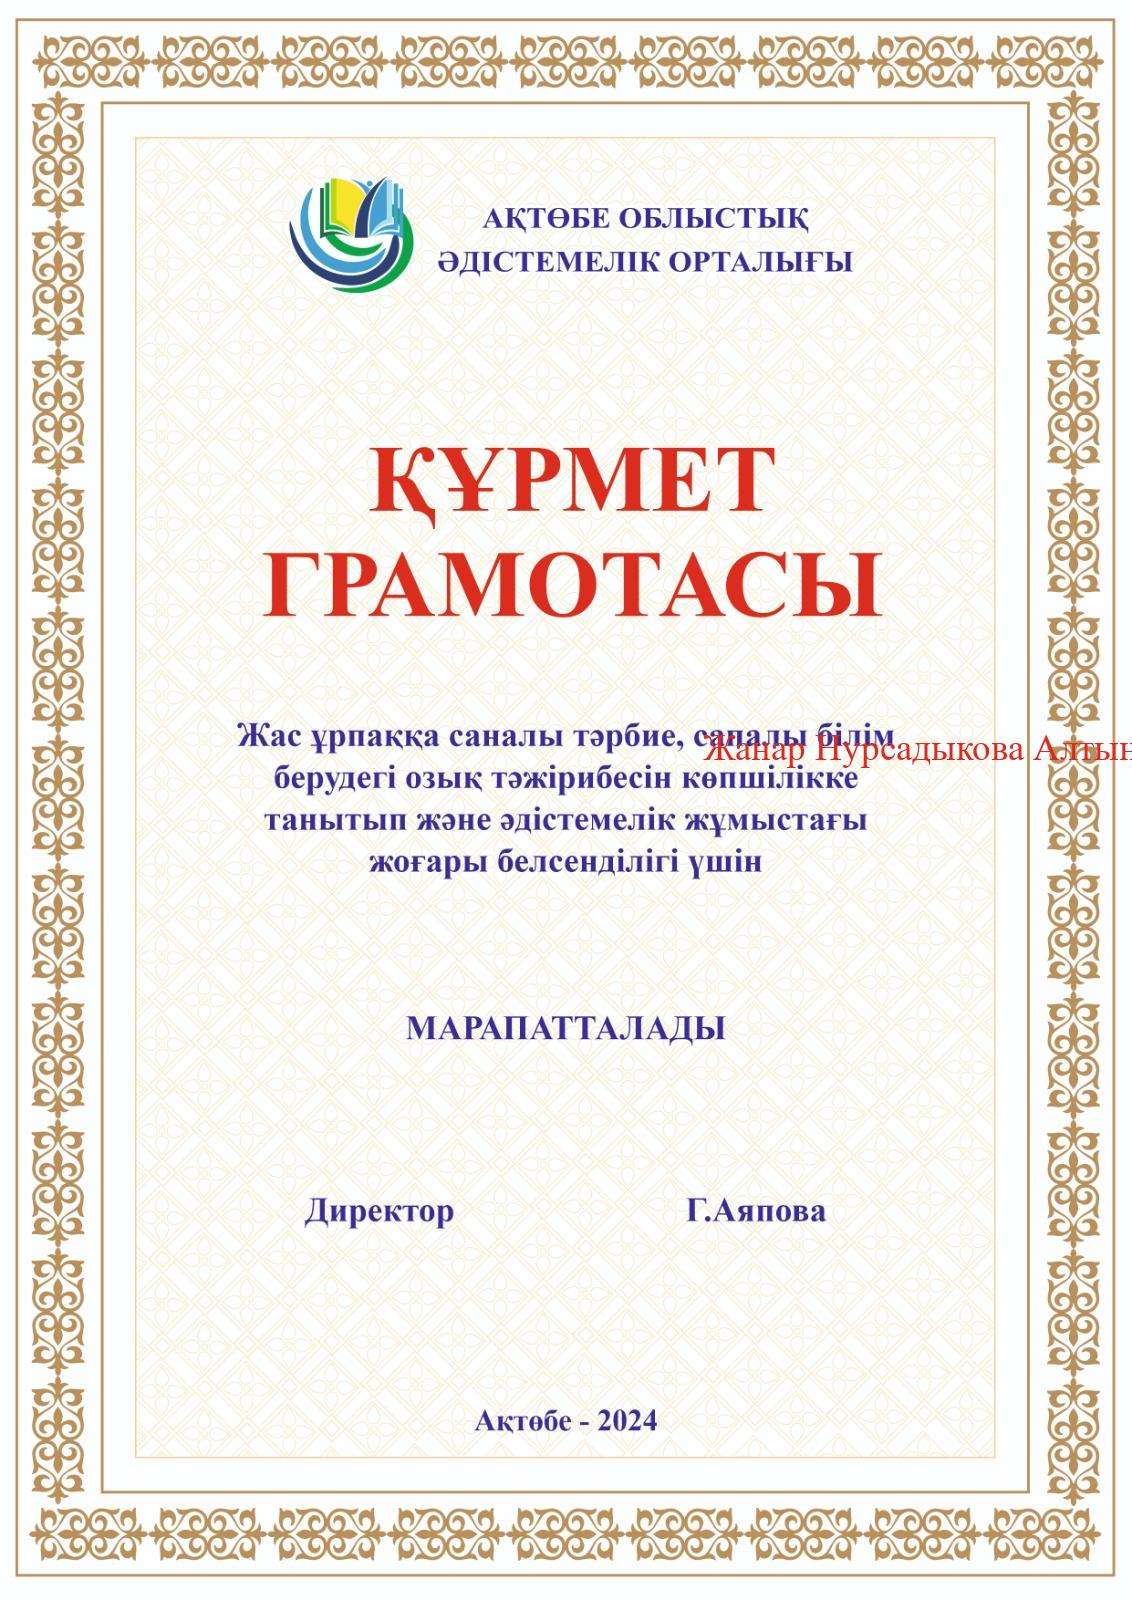 АҚТӨБЕ ОБЛЫСТЫҚ
ӘДІСТЕМЕЛІК ОРТАЛЫҒЫ
ҚҰРМЕТ
ГРАМОТАСЫ
Жас ұрпаққа саналы тәрбие, сапалы білім
Жанар Нурсадыкова Алтын
берудегі озық тәжірибесін көпшілікке
танытып және әдістемелік жұмыстағы
жоғары белсенділігі үшін
МАРАПАТТАЛАДЫ
Директор Г.Аяпова
Ақтөбе - 2024